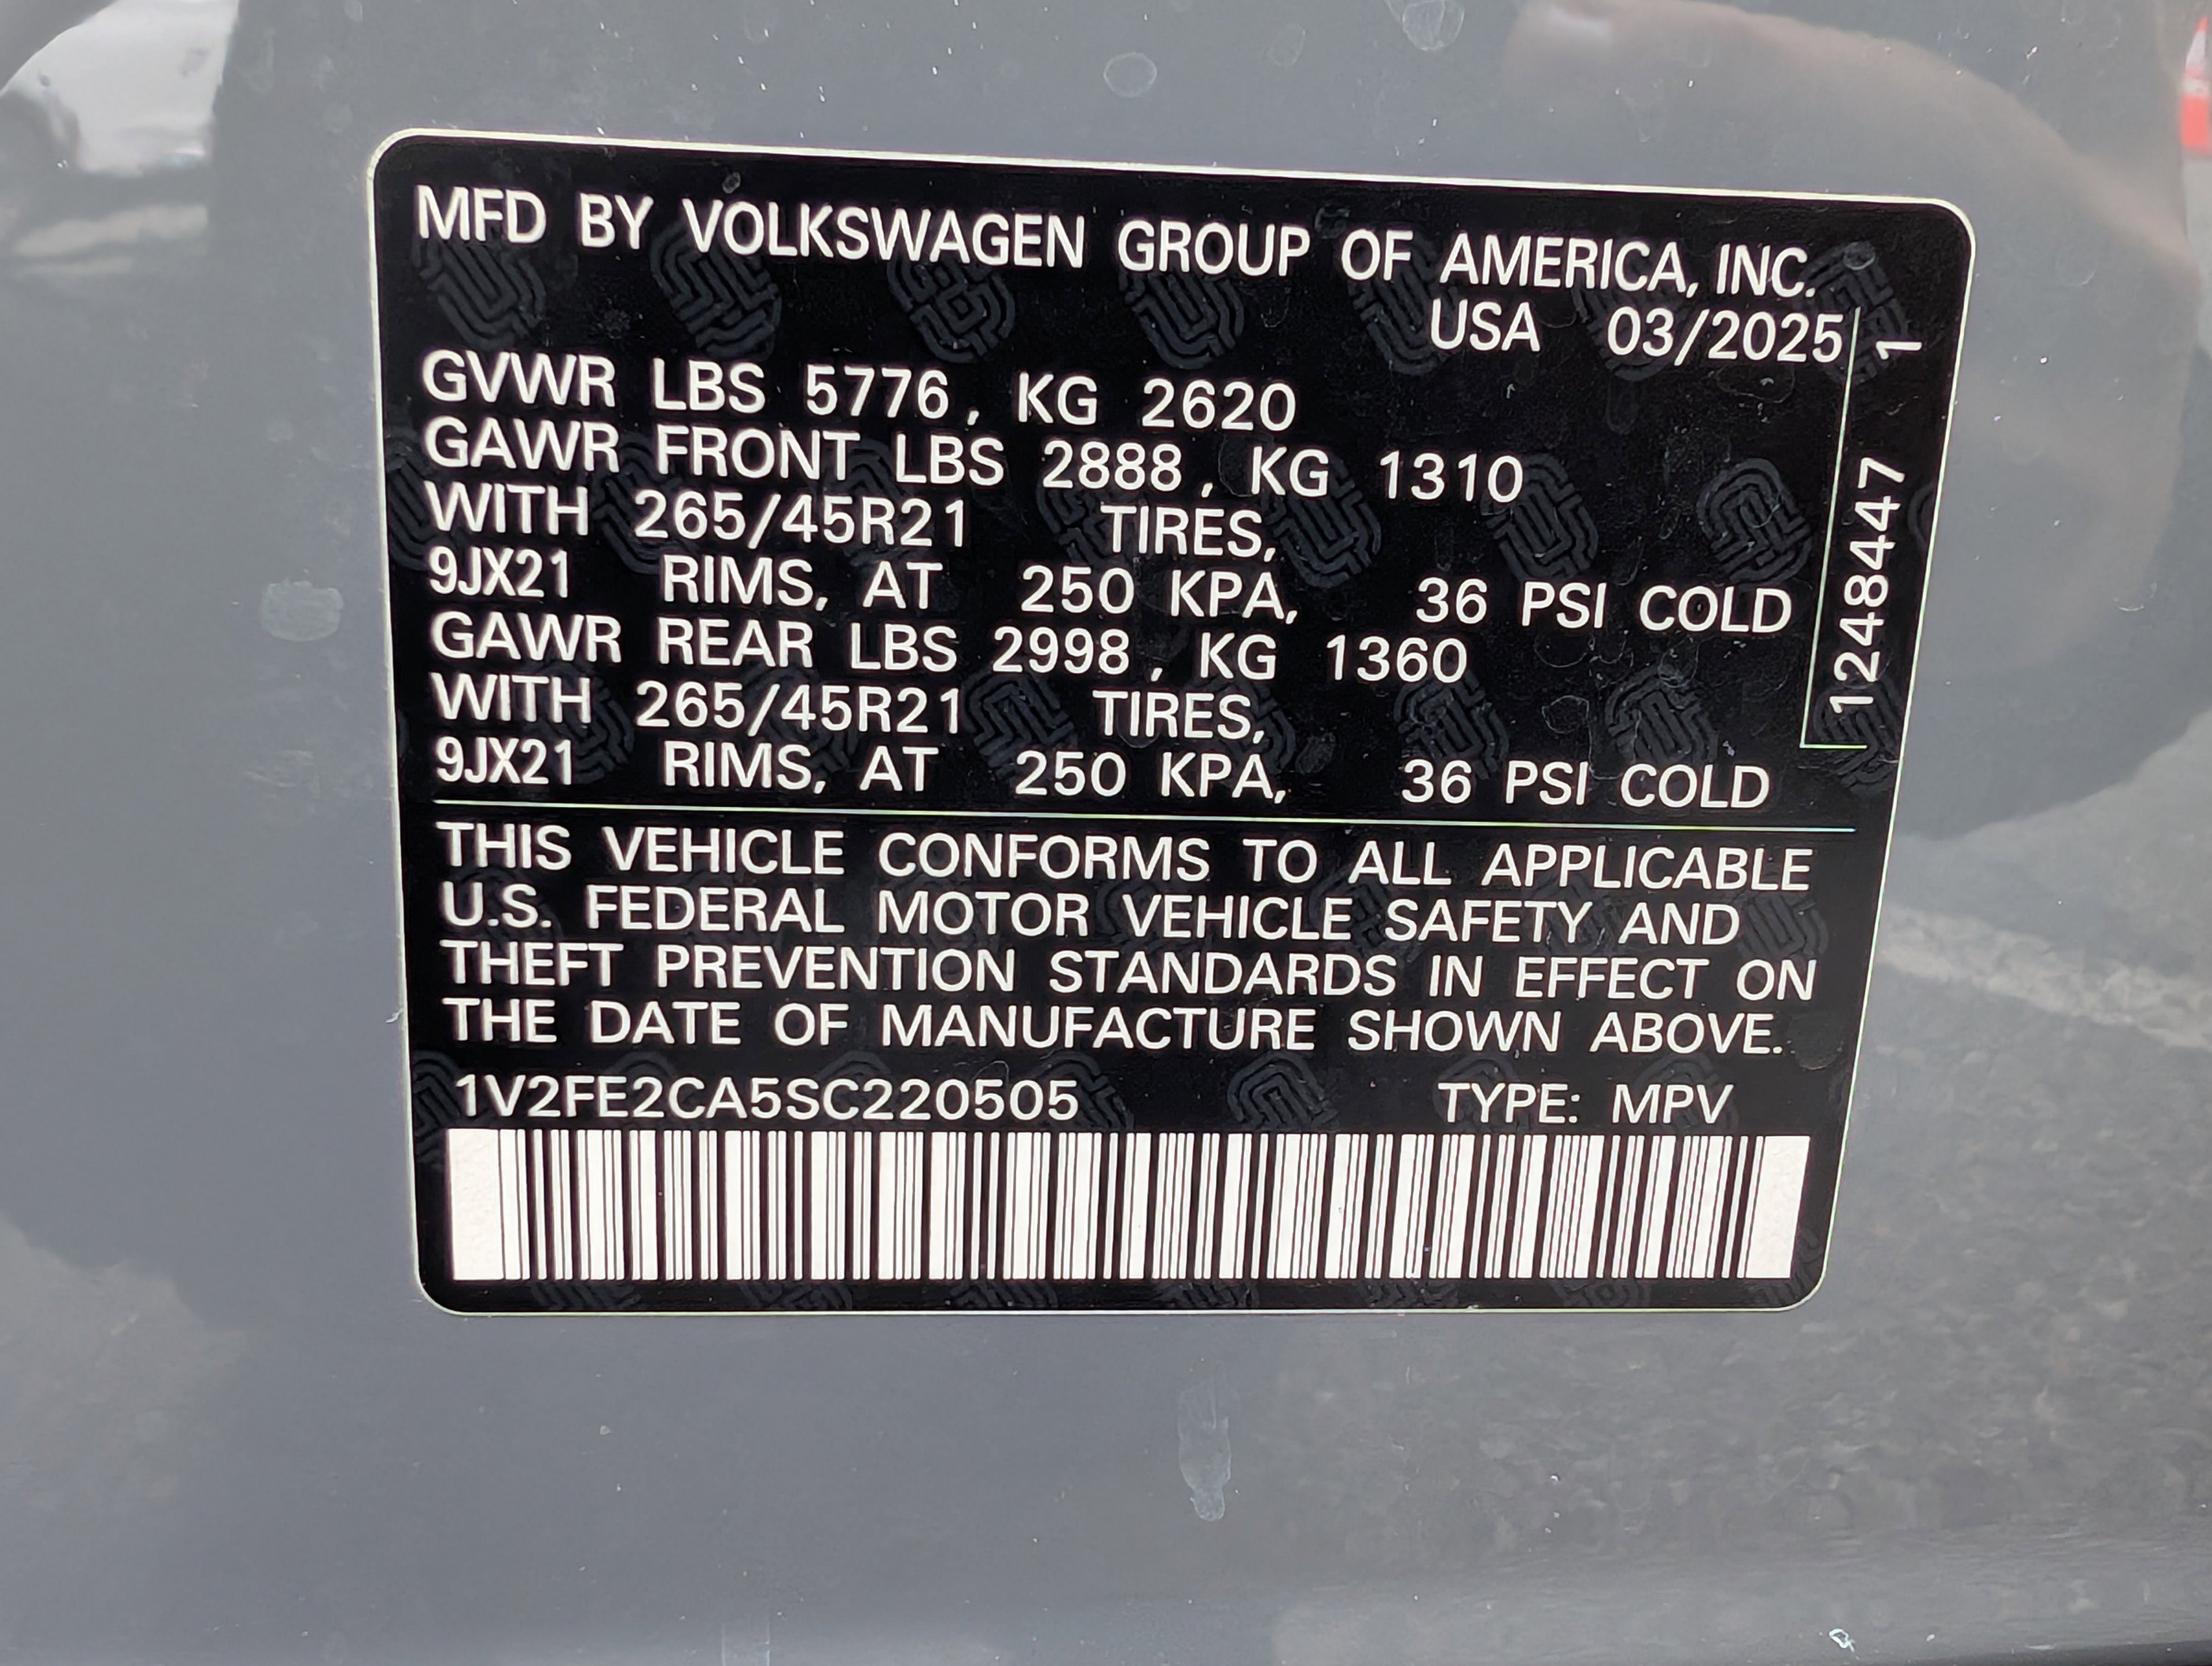 MFD BY VOLKSWAGEN GROUP OF AMERICA, INC.
USA 03/2025
GVWR LBS 5776, KG 2620
GAWR FRONT LBS 2888, KG 1310
WITH 265/45R21 TIRES,
9JX21 RIMS, AT 250 KPA, 36 PSI COLD
GAWR REAR LBS 2998, KG 1360
WITH 265/45R21 TIRES,
9JX21 RIMS, AT 250 KPA, 36 PSI COLD
1248447 1
THIS VEHICLE CONFORMS TO ALL APPLICABLE
U.S. FEDERAL MOTOR VEHICLE SAFETY AND
THEFT PREVENTION STANDARDS IN EFFECT ON
THE DATE OF MANUFACTURE SHOWN ABOVE.
1V2FE2CA5SC220505 TYPE: MPV